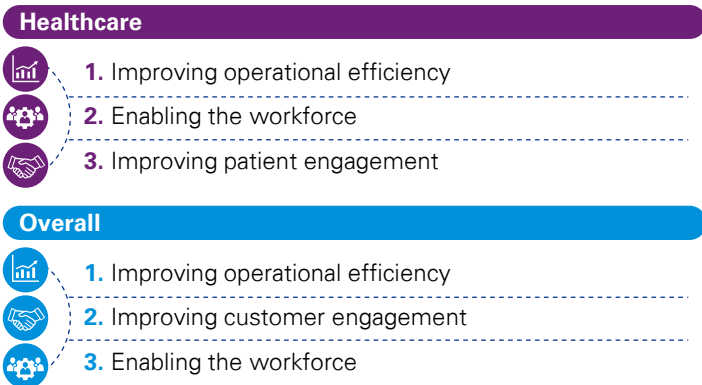 Healthcare
1. Improving operational efficiency
2. Enabling the workforce
3. Improving patient engagement
Overall
1. Improving operational efficiency
2. Improving customer engagement
3. Enabling the workforce